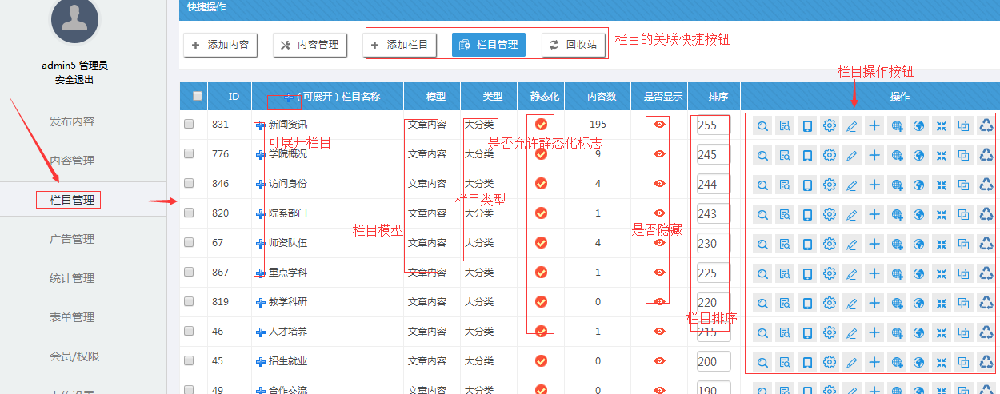 快捷操作
添加内容 内容管理 添加栏目 栏目管理 回收站
栏目的关联快捷按钮
admin5 管理员
安全退出
发布内容
内容管理
栏目管理
广告管理
统计管理
表单管理
会员/权限
栏目操作按钮
ID （可展开）栏目名称 模型 类型 静态化 内容数 是否显示 排序 操作
831 新闻资讯 文章内容 大分类 195 255
可展开栏目
是否允许静态化标志
776 学院概况 文章内容 大分类 9 245
846 访问身份 文章内容 大分类 4 244
栏目类型
820 院系部门 文章内容 大分类 1 243
栏目模型
是否隐藏
67 师资队伍 文章内容 大分类 4 230
867 重点学科 文章内容 大分类 1 225
819 教学科研 文章内容 大分类 0 220
栏目排序
46 人才培养 文章内容 大分类 1 215
45 招生就业 文章内容 大分类 0 200
49 合作交流 文章内容 大分类 0 190